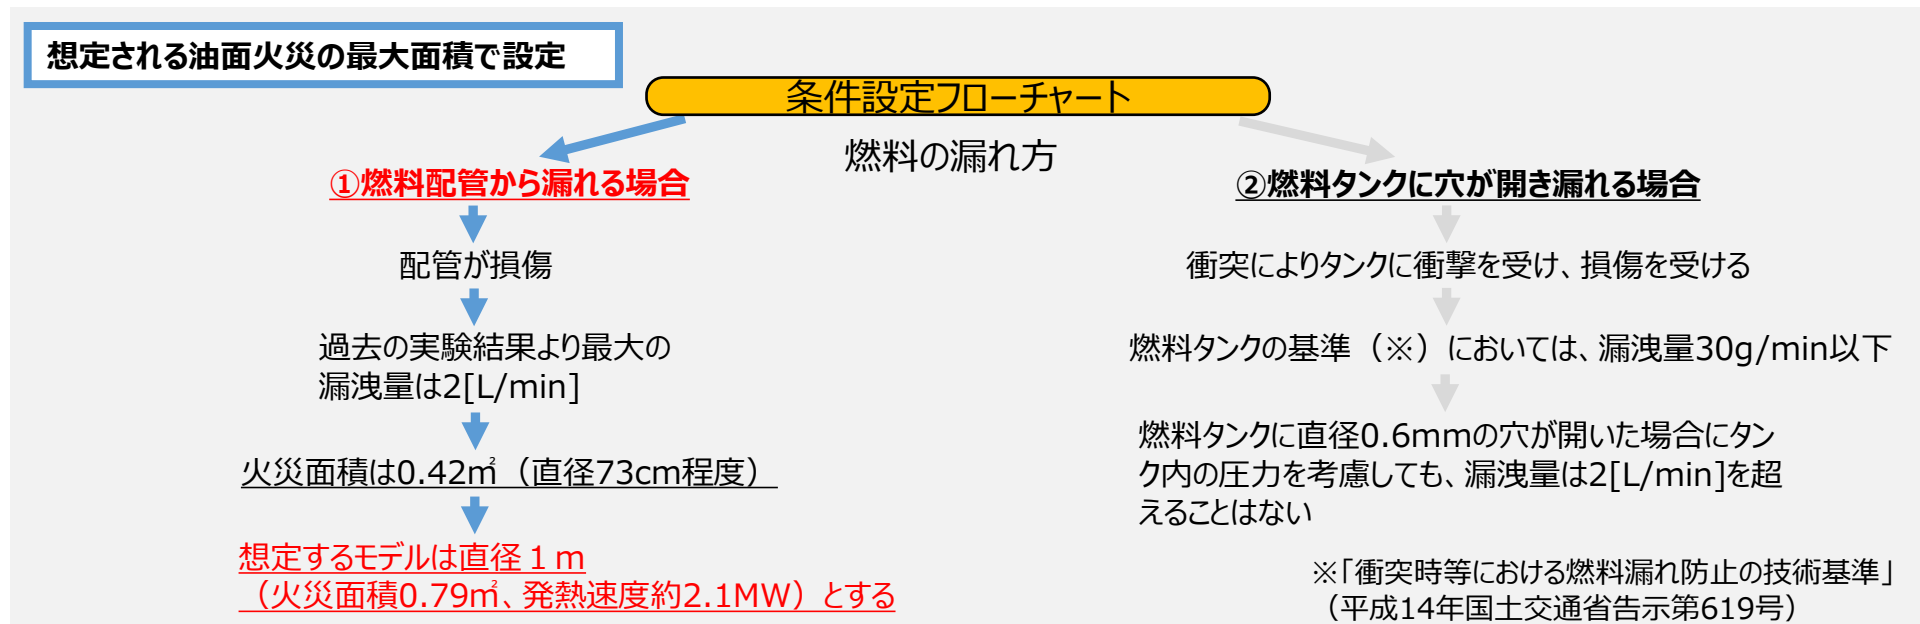 想定される油面火災の最大面積で設定
条件設定フローチャート
燃料の漏れ方
①燃料配管から漏れる場合
配管が損傷
過去の実験結果より最大の
漏洩量は2[L/min]
火災面積は0.42㎡（直径73cm程度）
想定するモデルは直径１ｍ
（火災面積0.79㎡、発熱速度約2.1MW）とする
②燃料タンクに穴が開き漏れる場合
衝突によりタンクに衝撃を受け、損傷を受ける
燃料タンクの基準（※）においては、漏洩量30g/min以下
燃料タンクに直径0.6mmの穴が開いた場合にタン
ク内の圧力を考慮しても、漏洩量は2[L/min]を超
えることはない
※「衝突時等における燃料漏れ防止の技術基準」
（平成14年国土交通省告示第619号）